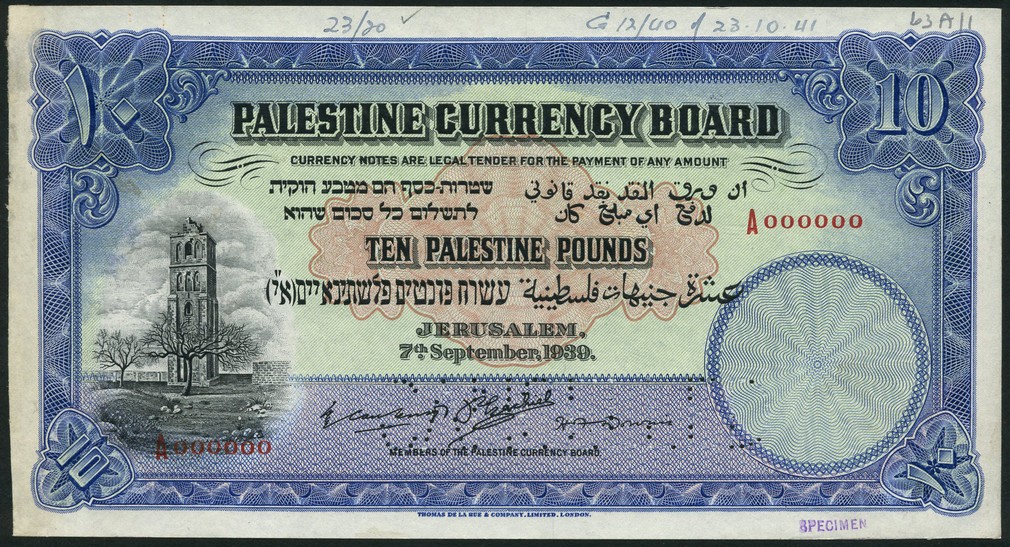 23/20 ✓
G 12/40 of 23.10.41
63A/1
١٠
10
PALESTINE CURRENCY BOARD
CURRENCY NOTES ARE LEGAL TENDER FOR THE PAYMENT OF ANY AMOUNT
שטרות-כסף הם מטבע חוקית
ان ورق النقد نقد قانوني
לתשלום כל סכום שהוא
لدفع اي مبلغ كان
A000000
TEN PALESTINE POUNDS
עשרה פונטים פלשתינאיים(א״י)
عشرة جنيهات فلسطينية
JERUSALEM,
7th September, 1939.
A000000
MEMBERS OF THE PALESTINE CURRENCY BOARD.
10
١٠
THOMAS DE LA RUE & COMPANY, LIMITED, LONDON.
SPECIMEN